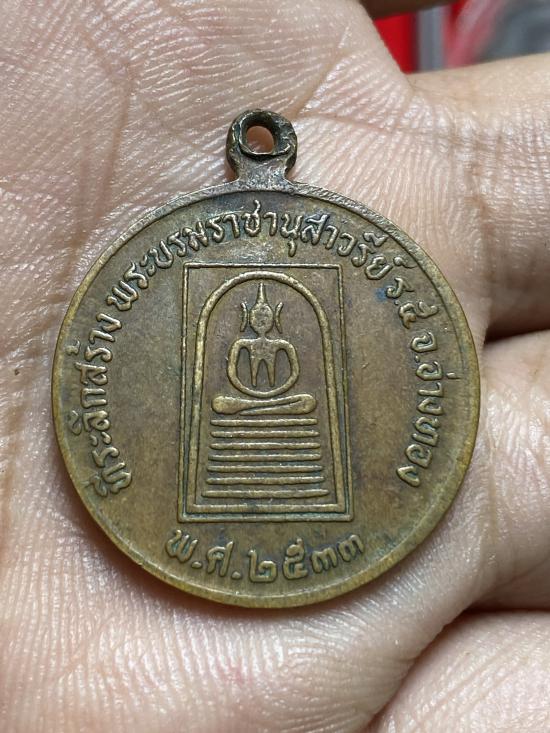 ที่ระลึกสร้าง พระบรมราชานุสาวรีย์ ร.๕ จ.อ่างทอง
พ.ศ.๒๕๓๓